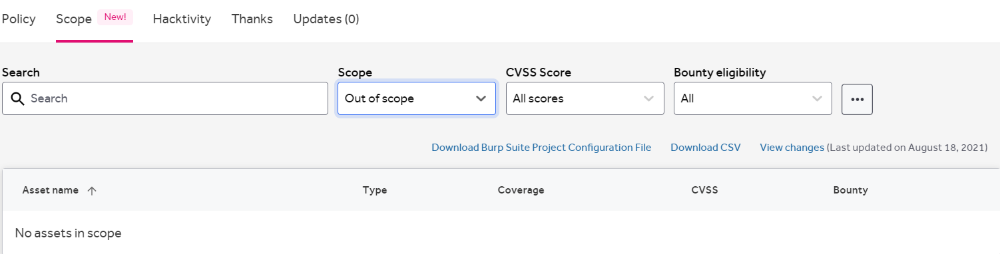 Policy Scope New! Hacktivity Thanks Updates (0)
Search Scope CVSS Score Bounty eligibility
Search Out of scope All scores All •••
Download Burp Suite Project Configuration File Download CSV View changes (Last updated on August 18, 2021)
Asset name ↑ Type Coverage CVSS Bounty
No assets in scope